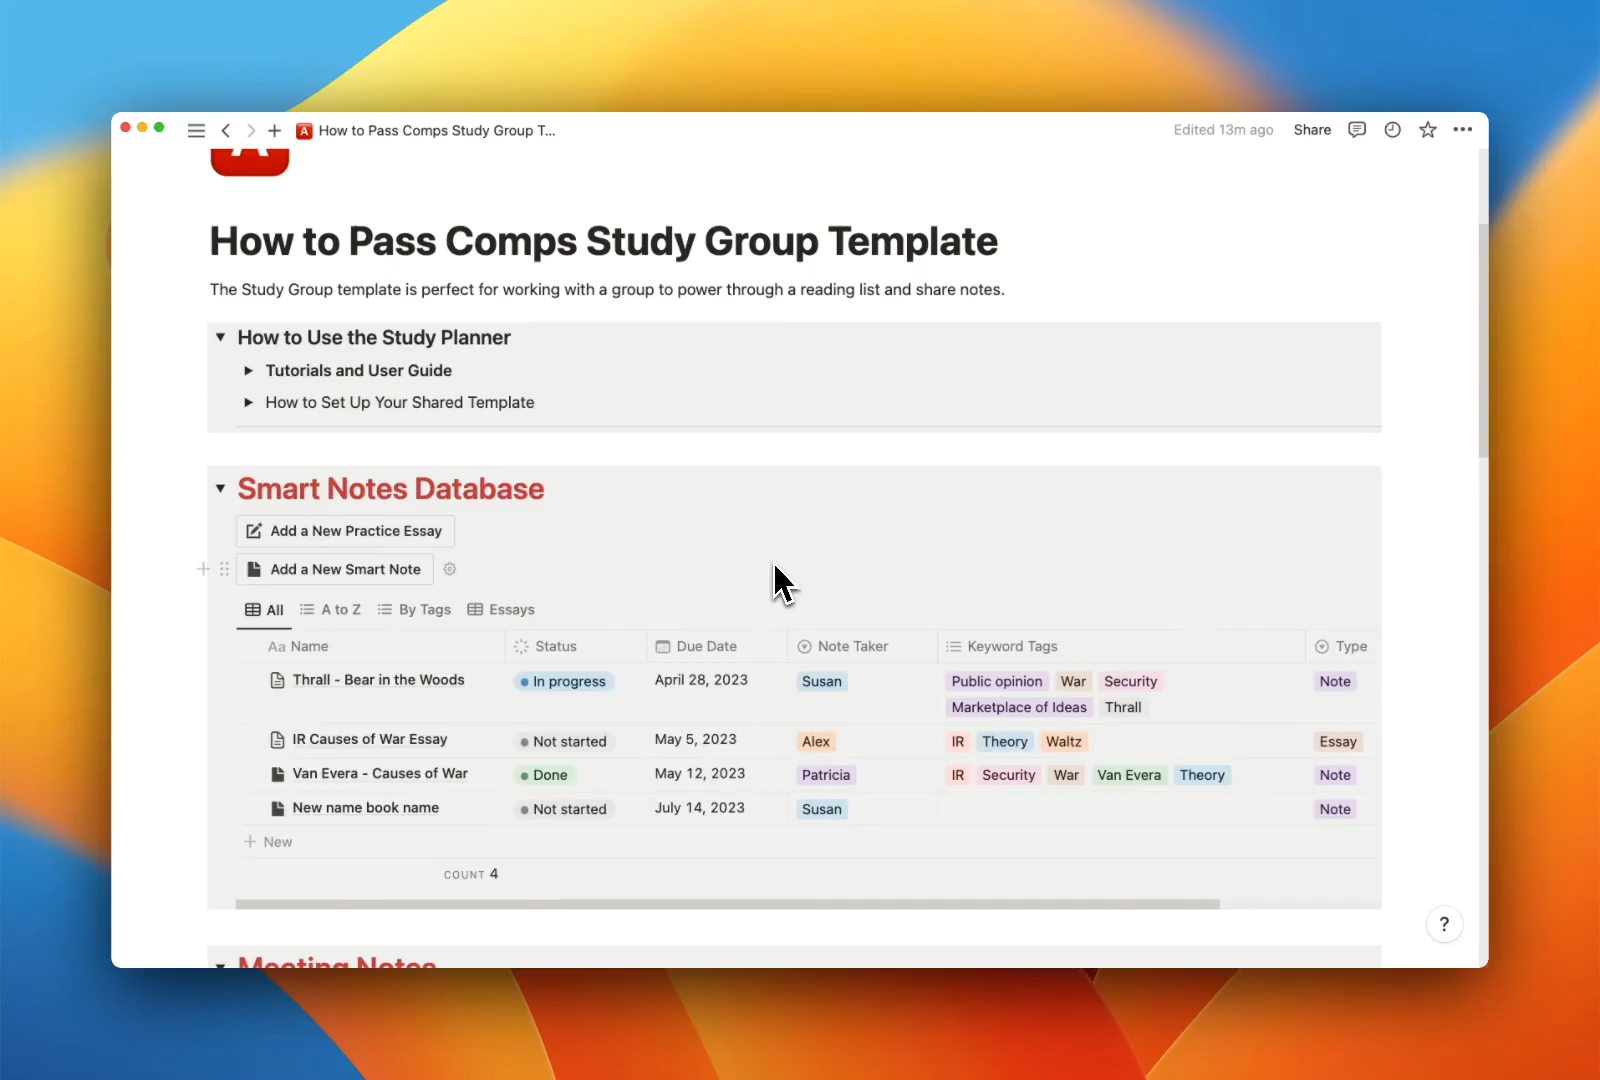 How to Pass Comps Study Group T...
Edited 13m ago
Share
How to Pass Comps Study Group Template
The Study Group template is perfect for working with a group to power through a reading list and share notes.
How to Use the Study Planner
Tutorials and User Guide
How to Set Up Your Shared Template
Smart Notes Database
Add a New Practice Essay
Add a New Smart Note
All A to Z By Tags Essays
Aa Name Status Due Date Note Taker Keyword Tags Type
Thrall - Bear in the Woods In progress April 28, 2023 Susan Public opinion War Security Note
Marketplace of Ideas Thrall
IR Causes of War Essay Not started May 5, 2023 Alex IR Theory Waltz Essay
Van Evera - Causes of War Done May 12, 2023 Patricia IR Security War Van Evera Theory Note
New name book name Not started July 14, 2023 Susan Note
+ New
COUNT 4
?
Meeting Notes